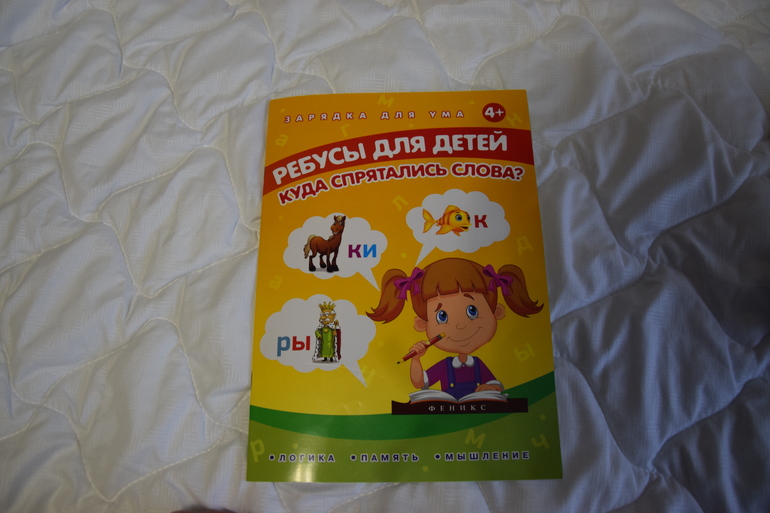 ЗАРЯДКА ДЛЯ УМА
4+
РЕБУСЫ ДЛЯ ДЕТЕЙ
КУДА СПРЯТАЛИСЬ СЛОВА?
к
ки
ры
ФЕНИКС
•ЛОГИКА •ПАМЯТЬ •МЫШЛЕНИЕ